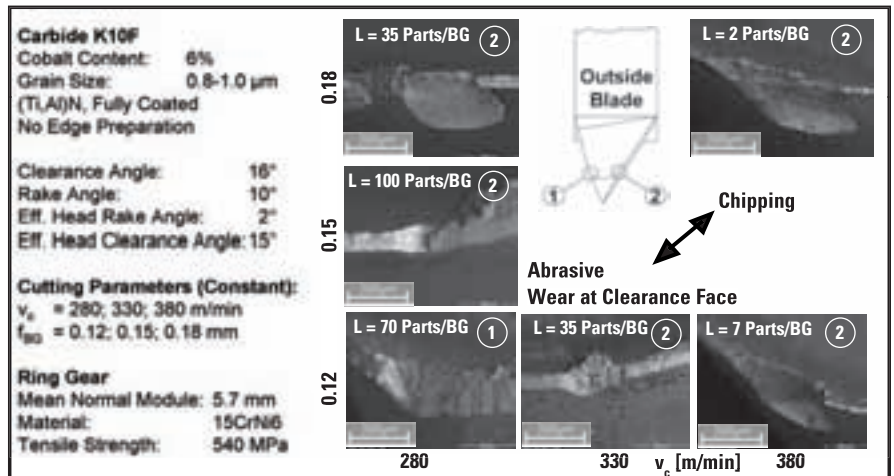 Carbide K10F
Cobalt Content: 6%
Grain Size: 0.8-1.0 µm
(Ti,Al)N, Fully Coated
No Edge Preparation
Clearance Angle: 16°
Rake Angle: 10°
Eff. Head Rake Angle: 2°
Eff. Head Clearance Angle: 15°
Cutting Parameters (Constant):
vc = 280; 330; 380 m/min
fBG = 0.12; 0.15; 0.18 mm
Ring Gear
Mean Normal Module: 5.7 mm
Material: 15CrNi6
Tensile Strength: 540 MPa
0.18
L = 35 Parts/BG 2
Outside
Blade
1 2
L = 2 Parts/BG 2
0.15
L = 100 Parts/BG 2
Chipping
Abrasive
Wear at Clearance Face
0.12
L = 70 Parts/BG 1
L = 35 Parts/BG 2
L = 7 Parts/BG 2
280 330 vc [m/min] 380